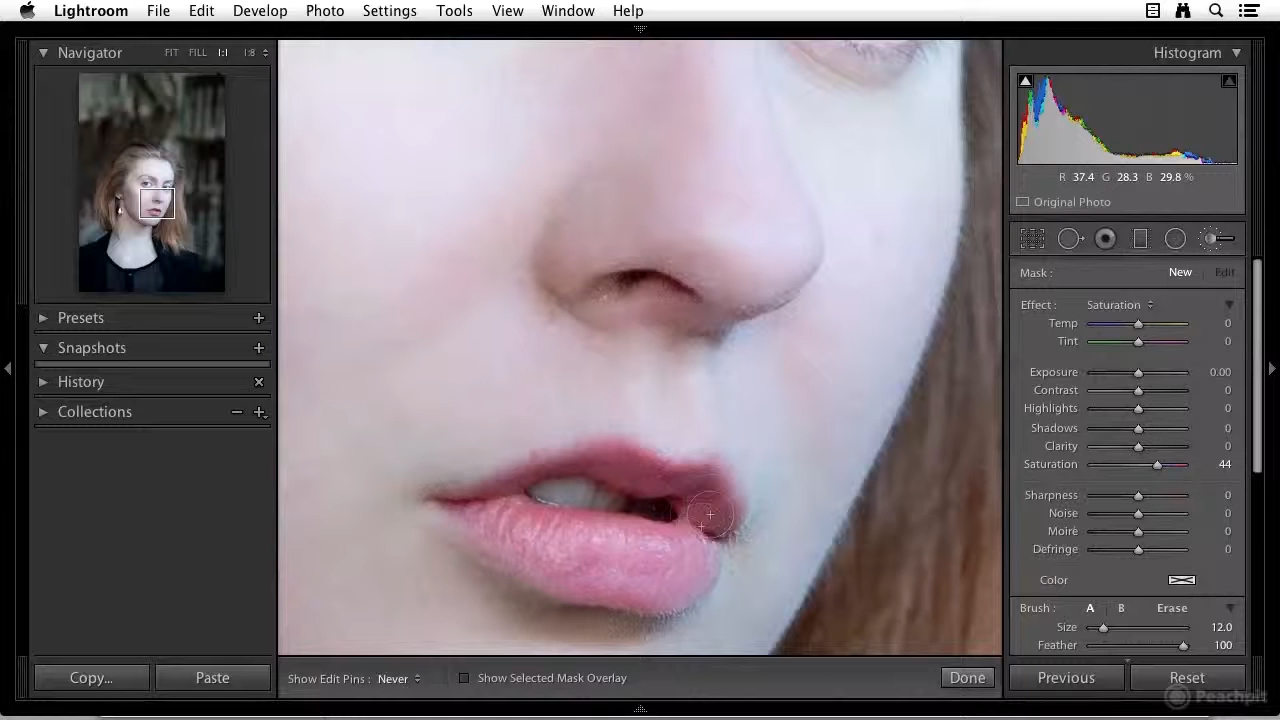 Lightroom File Edit Develop Photo Settings Tools View Window Help
Navigator FIT FILL 1:1 1:8
Presets
Snapshots
History
Collections
Copy... Paste
Show Edit Pins : Never Show Selected Mask Overlay Done
Histogram
R 37.4 G 28.3 B 29.8 %
Original Photo
Mask : New Edit
Effect : Saturation
Temp 0
Tint 0
Exposure 0.00
Contrast 0
Highlights 0
Shadows 0
Clarity 0
Saturation 44
Sharpness 0
Noise 0
Moiré 0
Defringe 0
Color
Brush : A B Erase
Size 12.0
Feather 100
Previous Reset
Peachpit